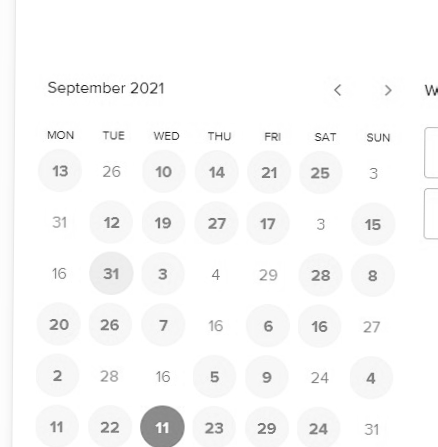 September 2021
W
MON TUE WED THU FRI SAT SUN
13 26 10 14 21 25 3
31 12 19 27 17 3 15
16 31 3 4 29 28 8
20 26 7 16 6 16 27
2 28 16 5 9 24 4
11 22 11 23 29 24 31